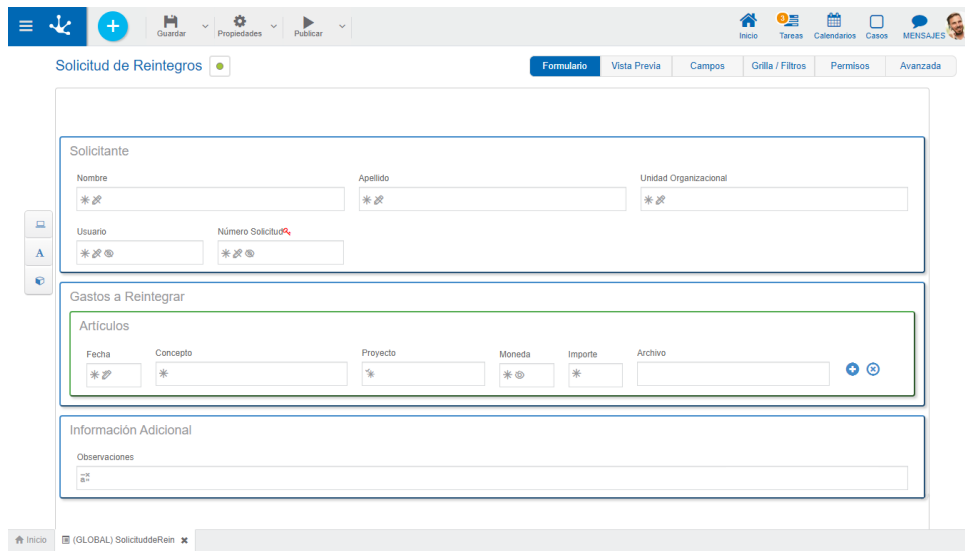 Guardar
Propiedades
Publicar
Inicio
3
Tareas
Calendarios
Casos
MENSAJES
Solicitud de Reintegros
Formulario
Vista Previa
Campos
Grilla / Filtros
Permisos
Avanzada
Solicitante
Nombre
Apellido
Unidad Organizacional
Usuario
Número Solicitud
A
Gastos a Reintegrar
Artículos
Fecha
Concepto
Proyecto
Moneda
Importe
Archivo
Información Adicional
Observaciones
Inicio
(GLOBAL) SolicituddeRein